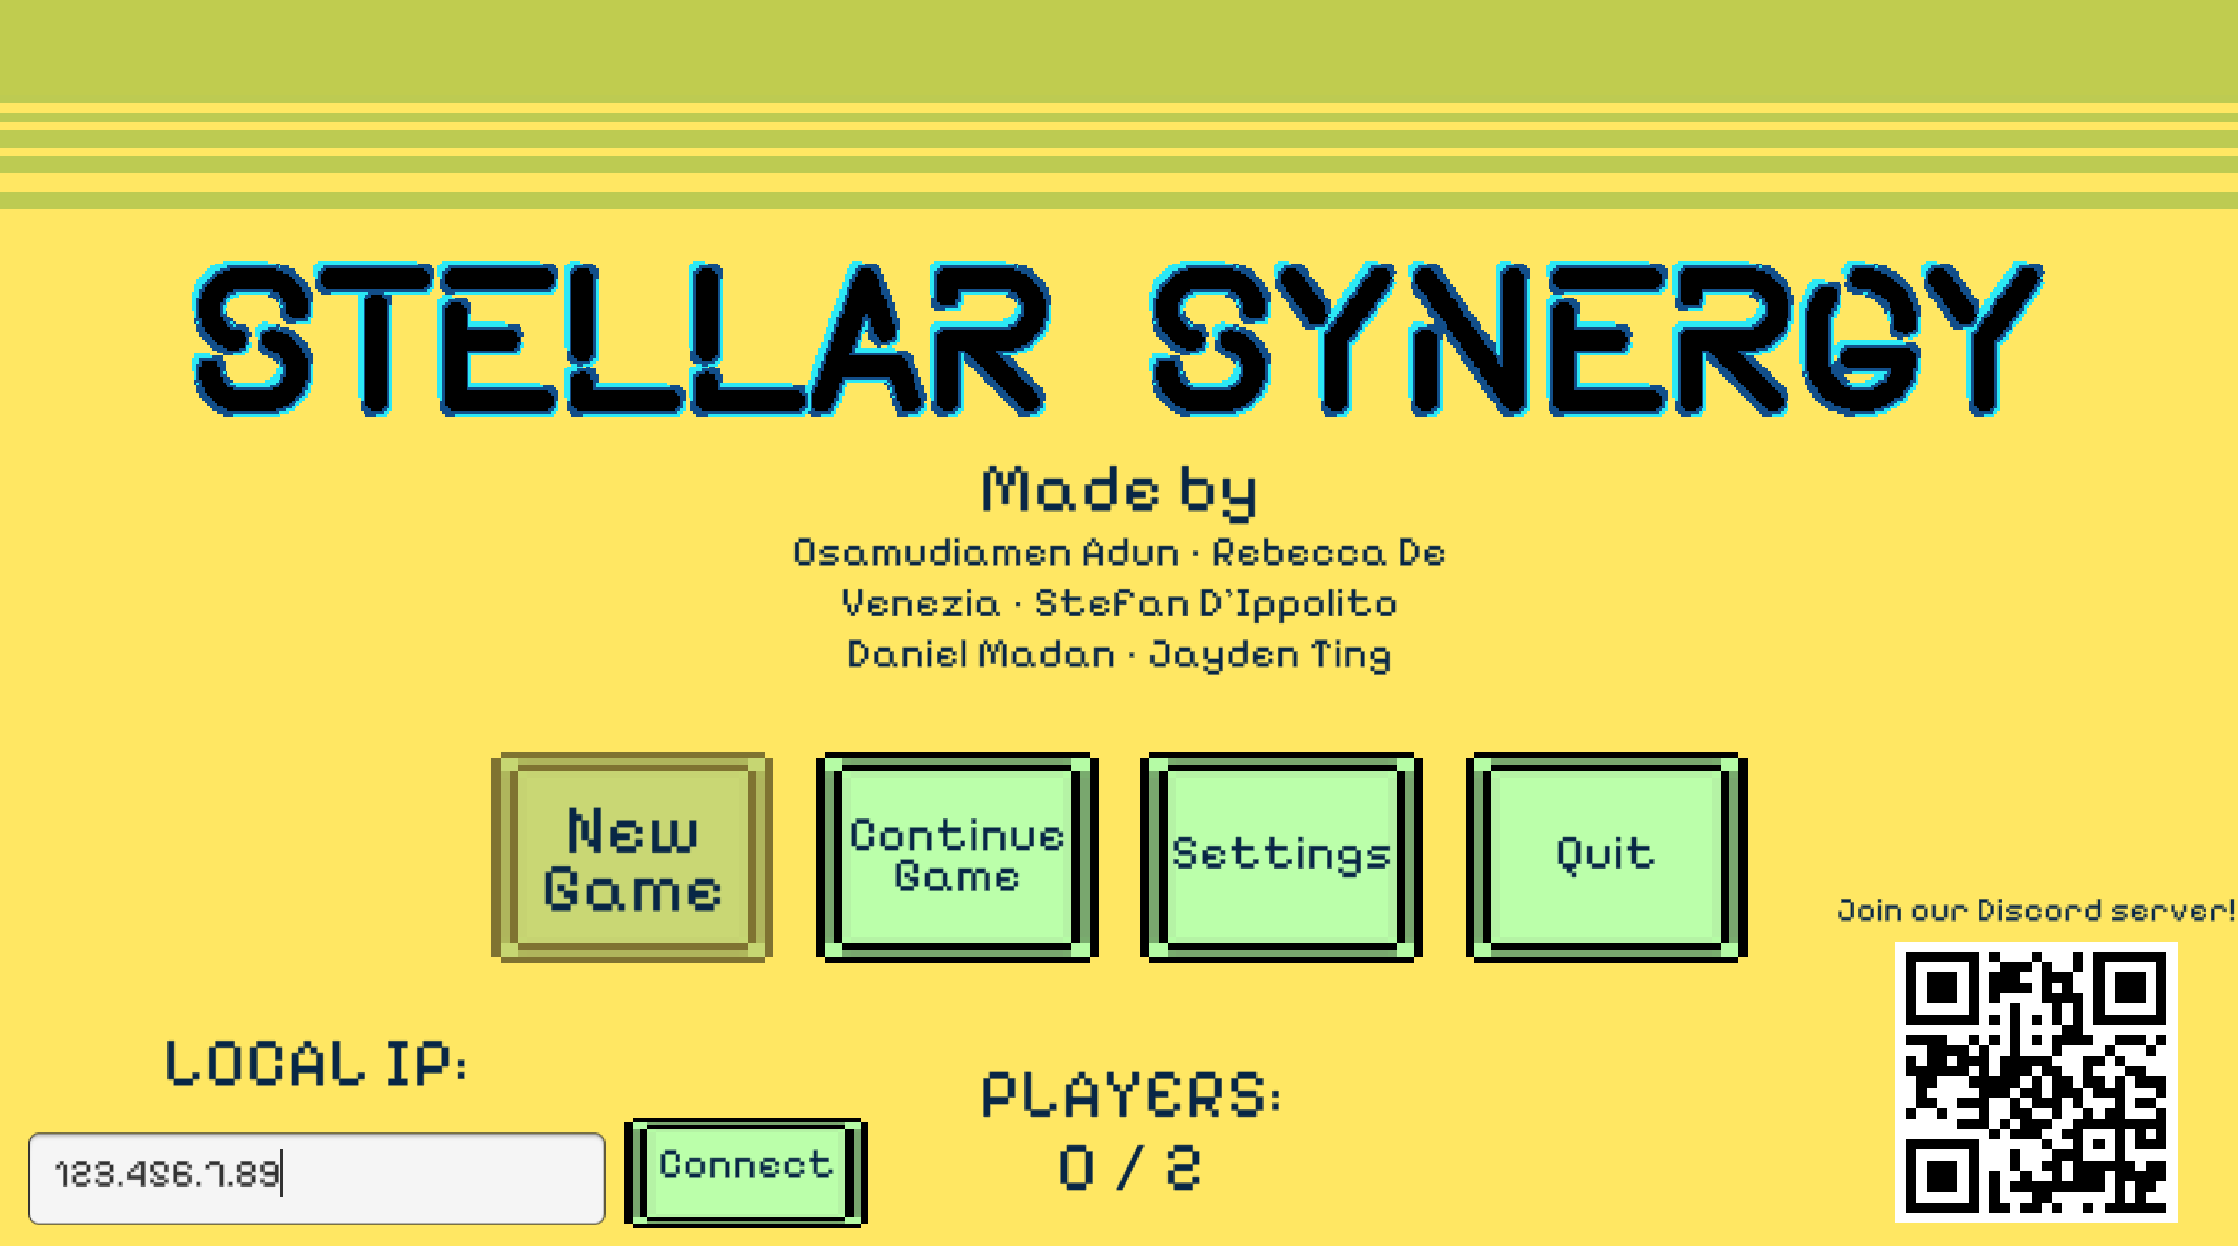 STELLAR SYNERGY
Made by
Osamudiamen Adun · Rebecca De
Venezia · Stefan D'Ippolito
Daniel Madan · Jayden Ting
New
Game
Continue
Game
Settings
Quit
Join our Discord server!
LOCAL IP:
123.456.7.89
Connect
PLAYERS:
0 / 2